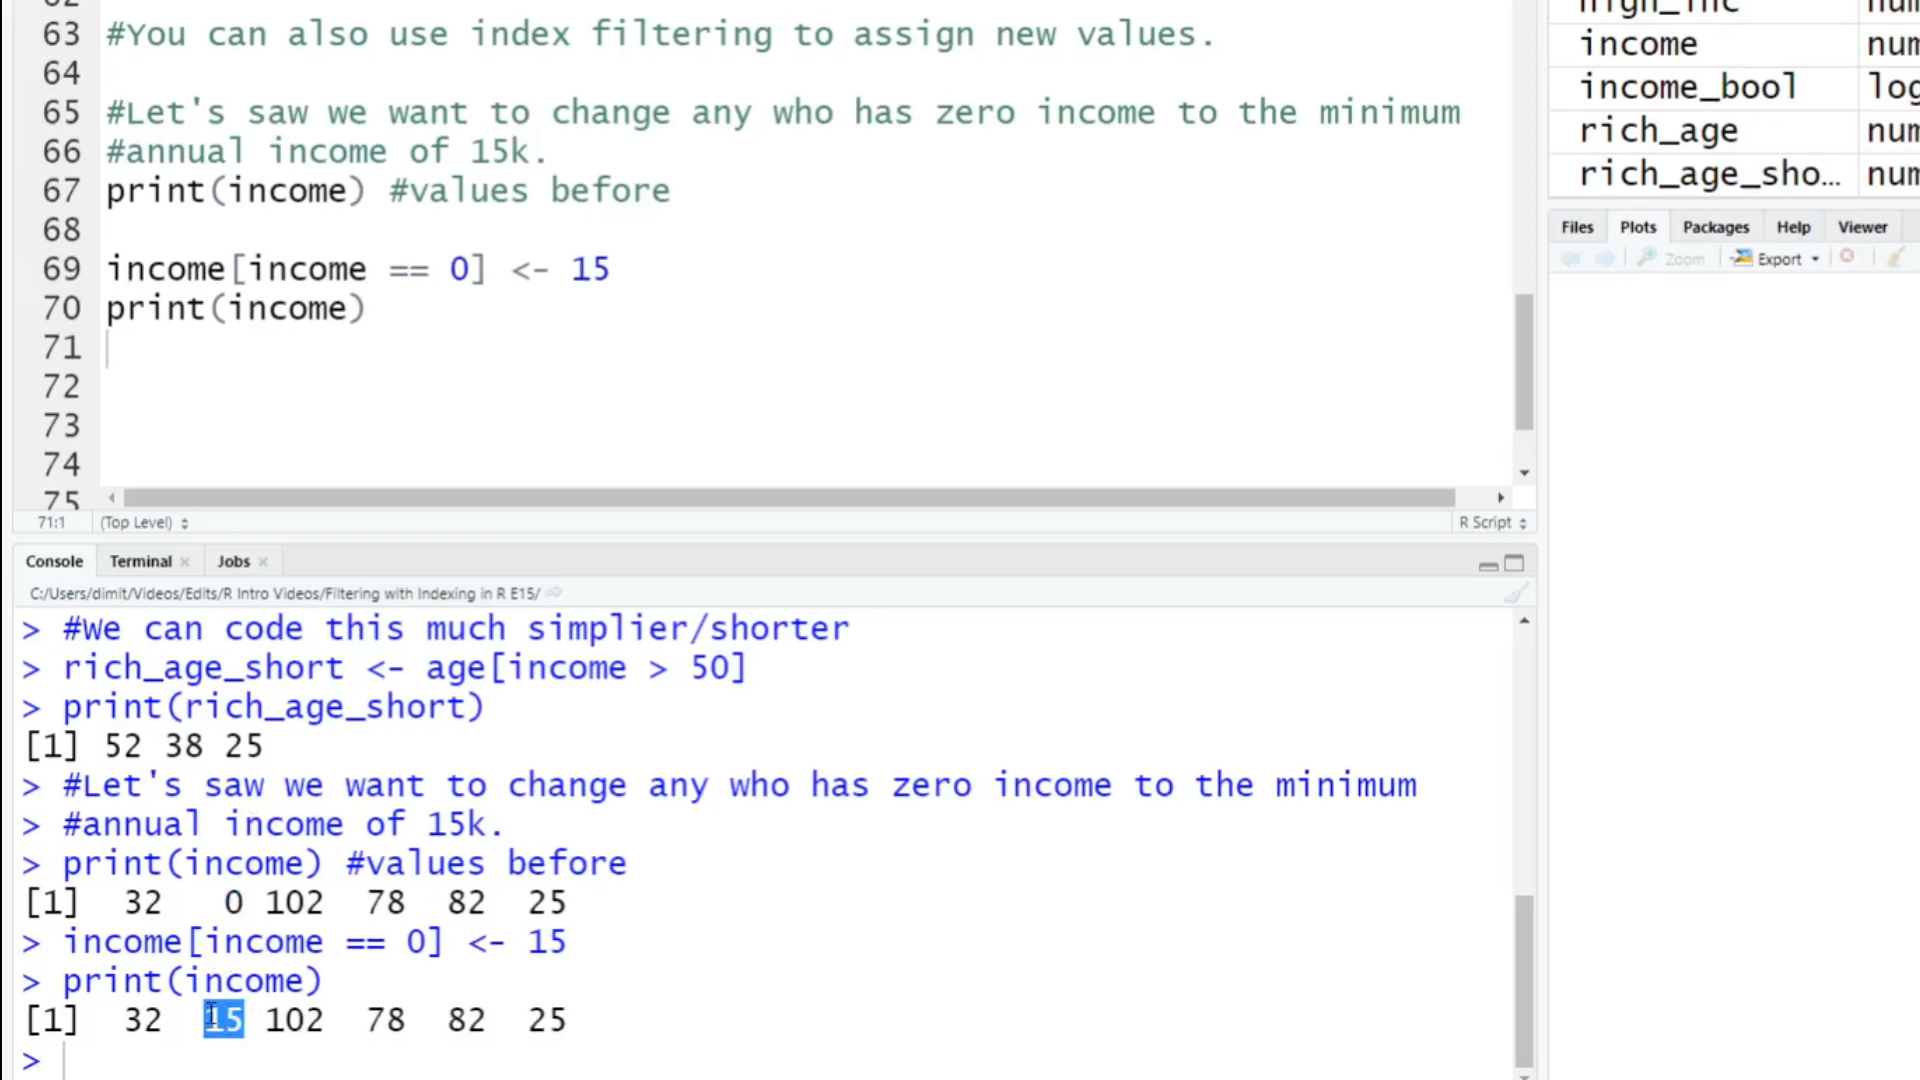 63 #You can also use index filtering to assign new values.
64
65 #Let's saw we want to change any who has zero income to the minimum
66 #annual income of 15k.
67 print(income) #values before
68
69 income[income == 0] <- 15
70 print(income)
71
72
73
74
75
71:1 (Top Level) R Script
income num
income_bool log
rich_age num
rich_age_sho… num
Files Plots Packages Help Viewer
Zoom Export
Console Terminal Jobs
C:/Users/dimit/Videos/Edits/R Intro Videos/Filtering with Indexing in R E15/
> #We can code this much simplier/shorter
> rich_age_short <- age[income > 50]
> print(rich_age_short)
[1] 52 38 25
> #Let's saw we want to change any who has zero income to the minimum
> #annual income of 15k.
> print(income) #values before
[1] 32 0 102 78 82 25
> income[income == 0] <- 15
> print(income)
[1] 32 15 102 78 82 25
>